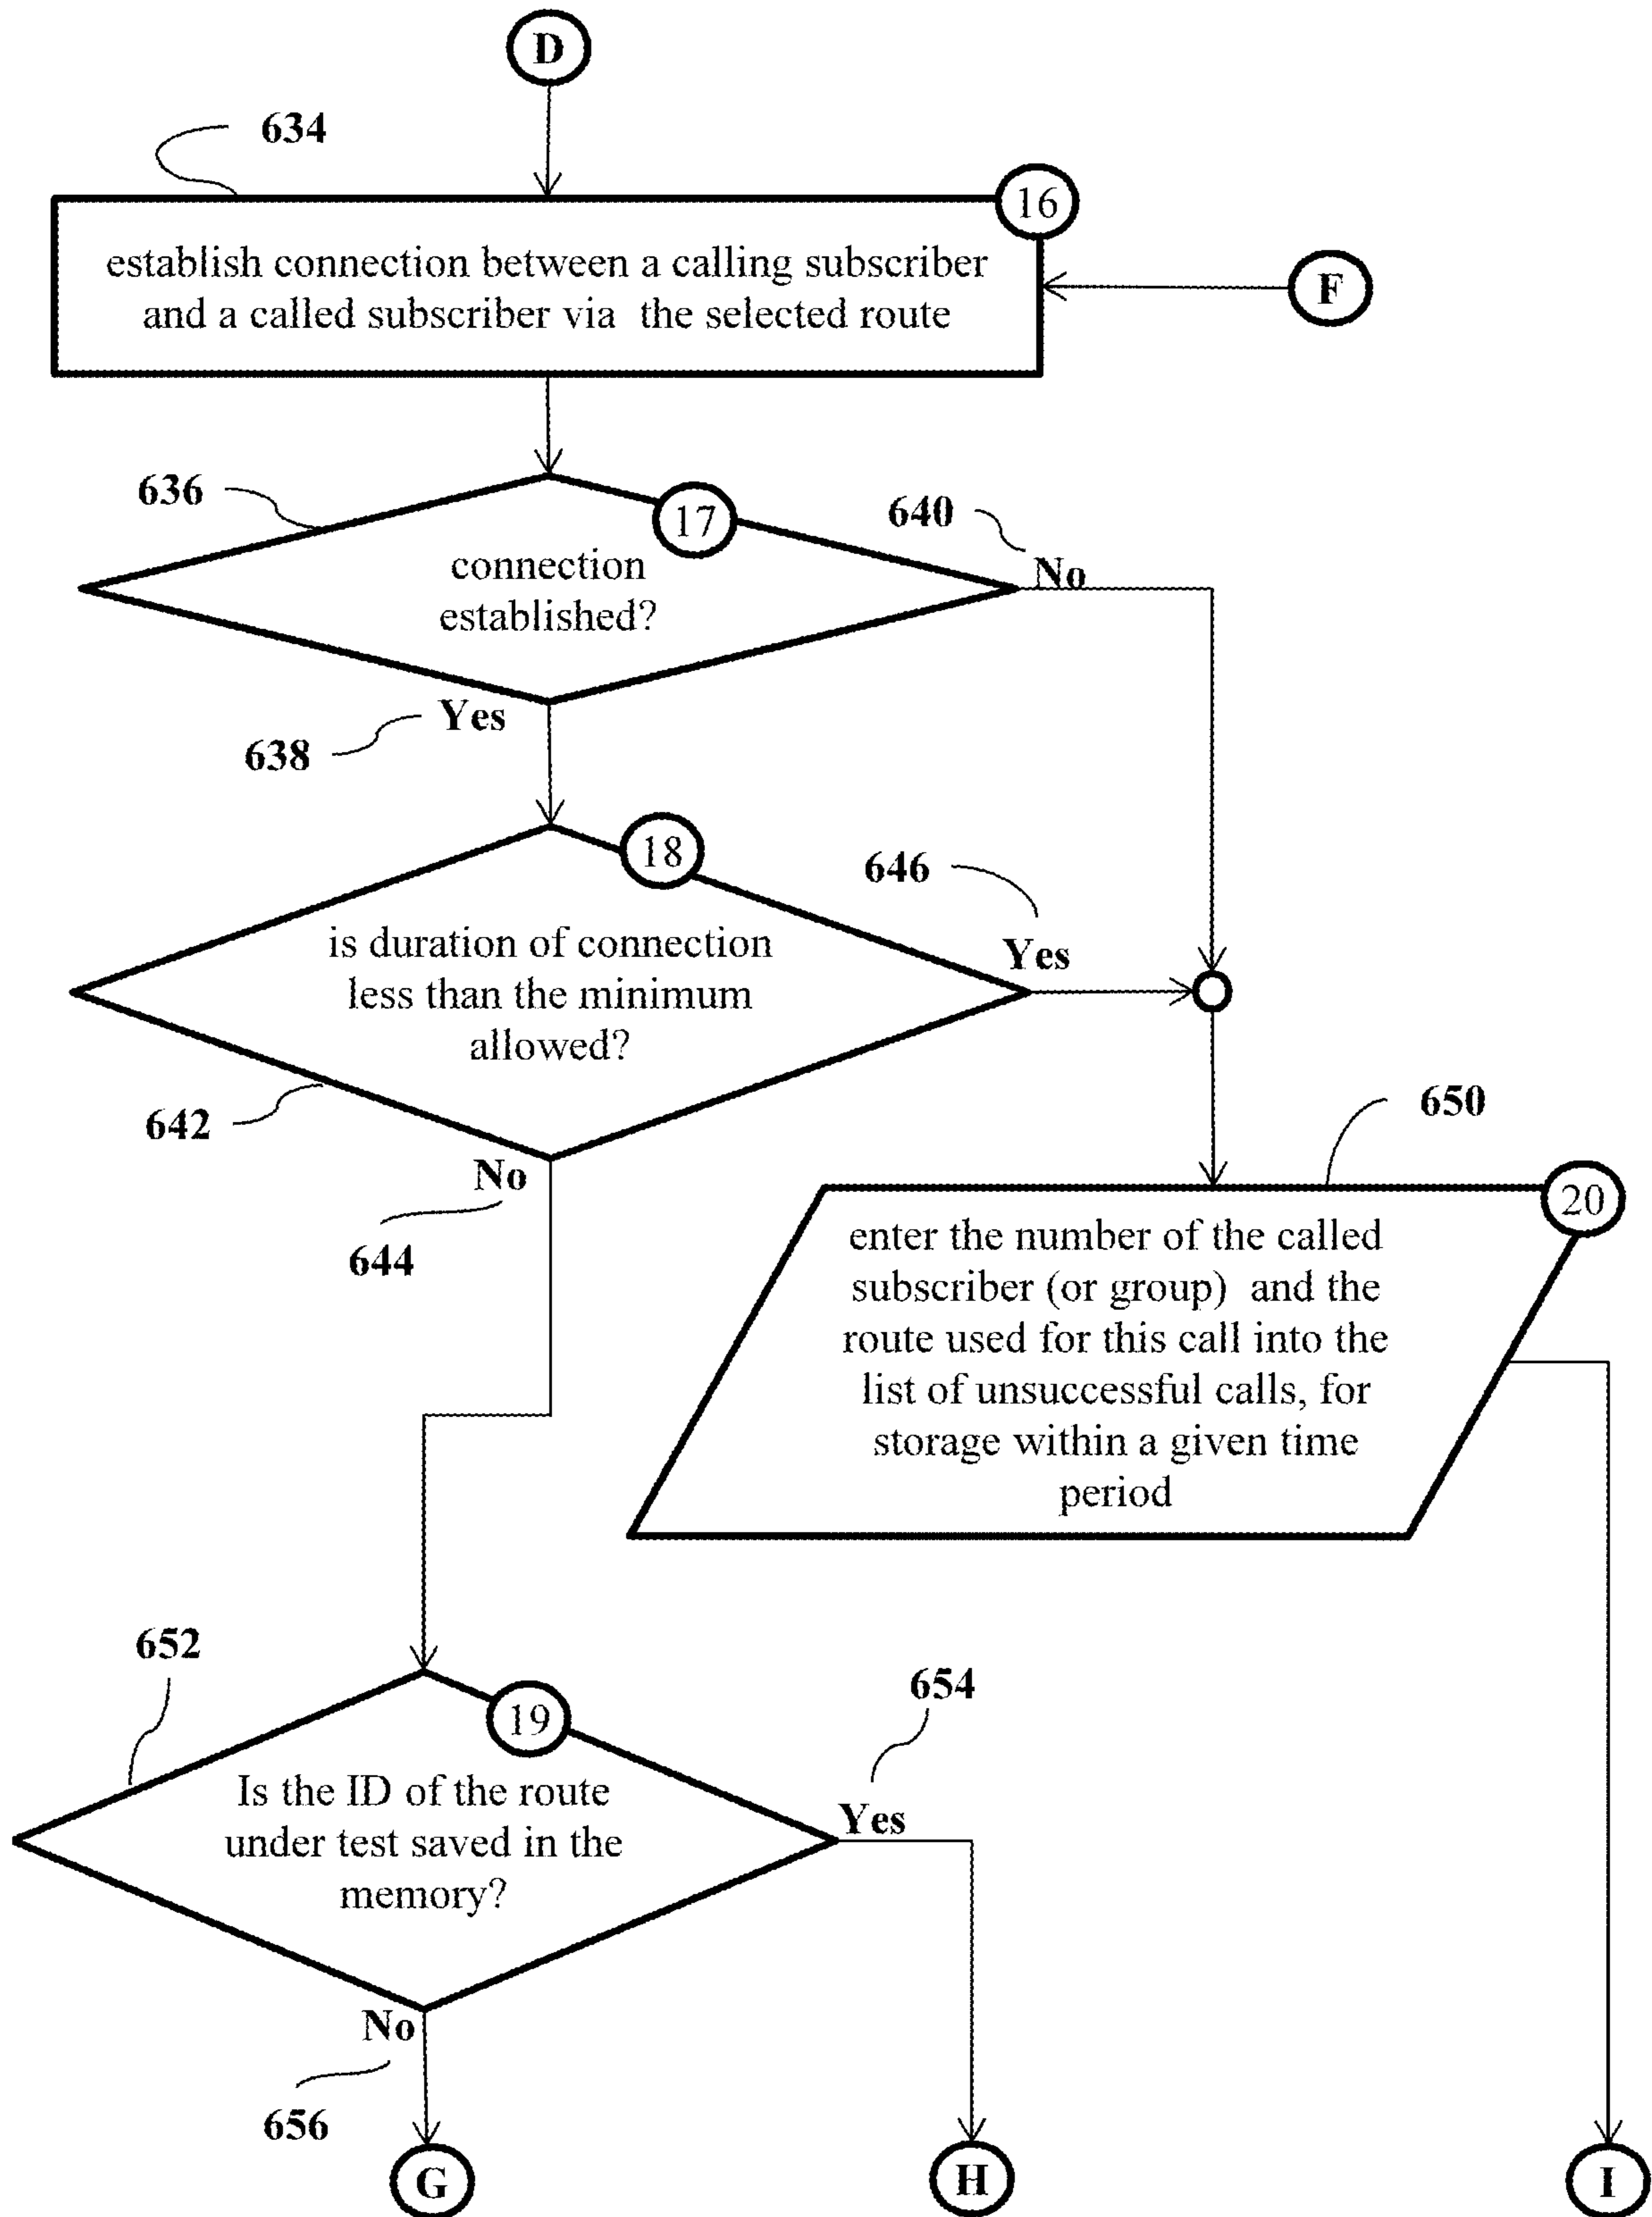 D
634
16
establish connection between a calling subscriber
and a called subscriber via the selected route
F
636
17
640
No
connection
established?
Yes
638
18
646
is duration of connection
less than the minimum
allowed?
Yes
642
No
644
650
20
enter the number of the called
subscriber (or group) and the
route used for this call into the
list of unsuccessful calls, for
storage within a given time
period
652
19
654
Is the ID of the route
under test saved in the
memory?
Yes
No
656
G
H
I